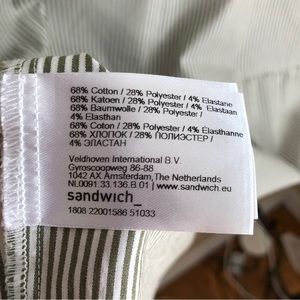 68% Cotton / 28% Polyester / 4% Elastane
68% Katoen / 28% Polyester / 4% Elastaan
68% Baumwolle / 28% Polyester /
4% Elasthan
68% Coton / 28% Polyester / 4% Élasthanne
68% ХЛОПОК / 28% ПОЛИЭСТЕР /
4% ЭЛАСТАН
Veldhoven International B.V.
Gyroscoopweg 86-88
1042 AX Amsterdam, The Netherlands
NL0091.33.136.B.01 | www.sandwich.eu
sandwich_
1808 22001588 51033